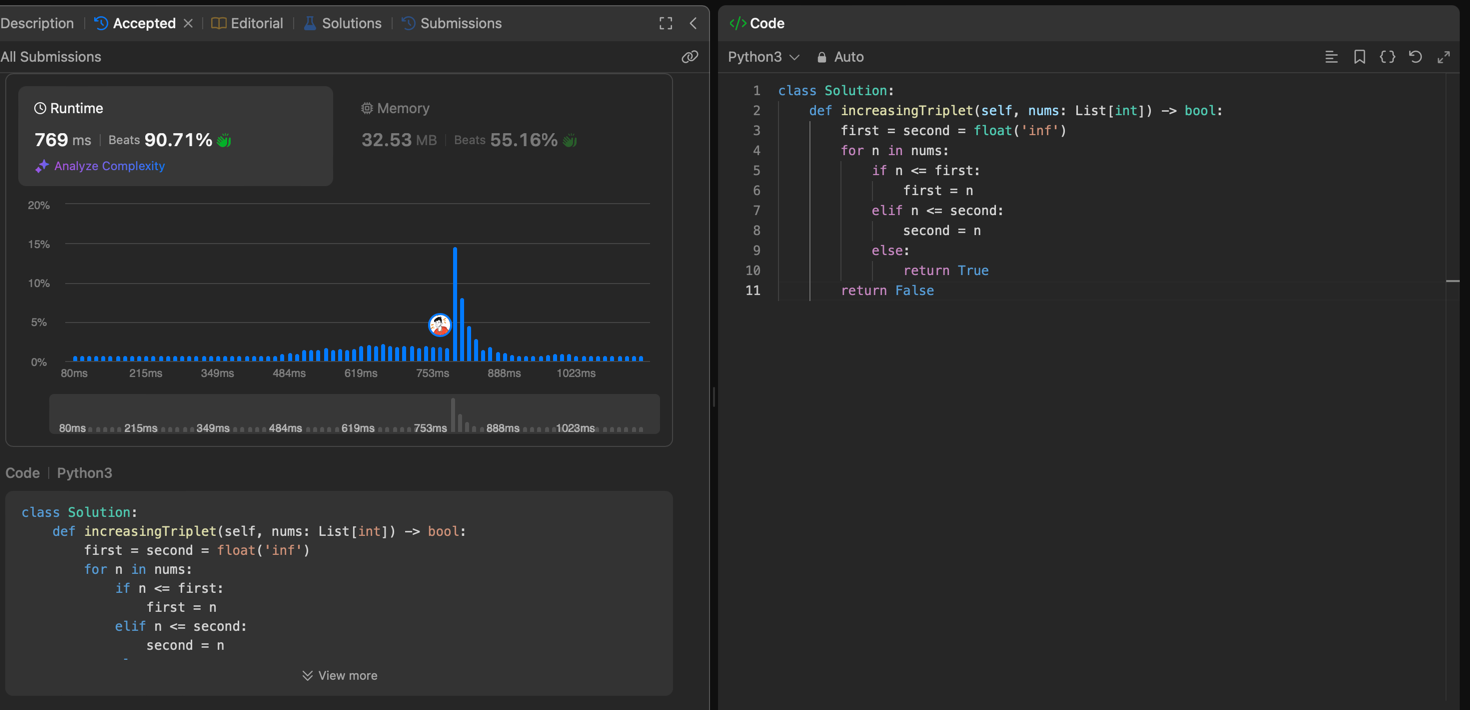 Description | Accepted × | Editorial | Solutions | Submissions
All Submissions
Runtime
769 ms | Beats 90.71%
Analyze Complexity
Memory
32.53 MB | Beats 55.16%
20%
15%
10%
5%
0%
80ms 215ms 349ms 484ms 619ms 753ms 888ms 1023ms
80ms 215ms 349ms 484ms 619ms 753ms 888ms 1023ms
Code | Python3
class Solution:
    def increasingTriplet(self, nums: List[int]) -> bool:
        first = second = float('inf')
        for n in nums:
            if n <= first:
                first = n
            elif n <= second:
                second = n
View more
</> Code
Python3 Auto
1 class Solution:
2     def increasingTriplet(self, nums: List[int]) -> bool:
3         first = second = float('inf')
4         for n in nums:
5             if n <= first:
6                 first = n
7             elif n <= second:
8                 second = n
9             else:
10                 return True
11         return False